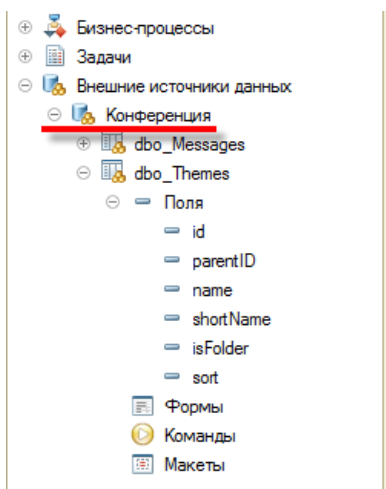 Бизнес-процессы
Задачи
Внешние источники данных
Конференция
dbo_Messages
dbo_Themes
Поля
id
parentID
name
shortName
isFolder
sort
Формы
Команды
Макеты